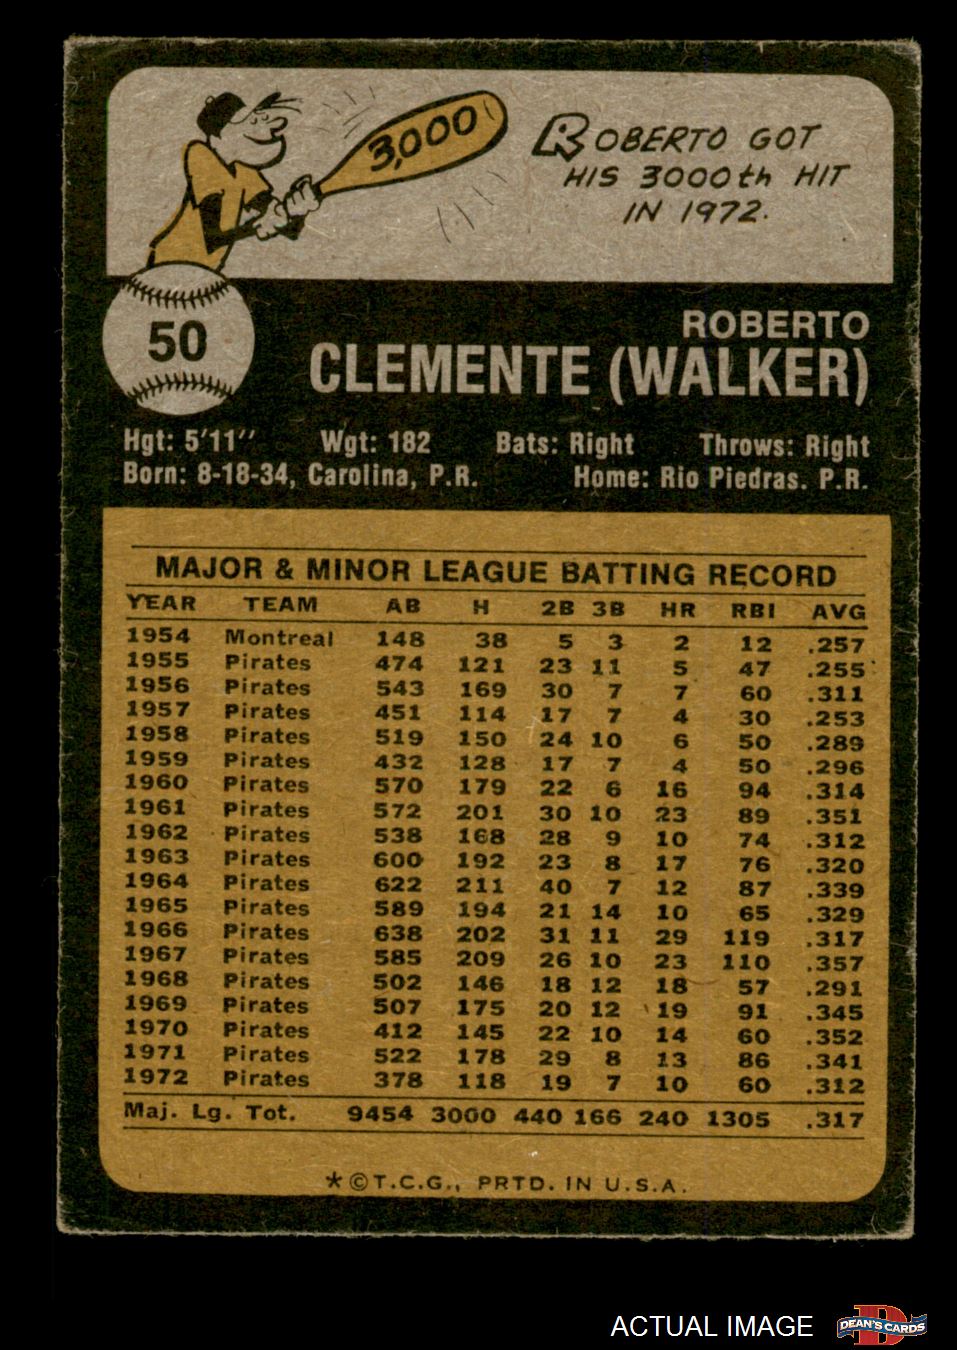 3,000
ROBERTO GOT
HIS 3000th HIT
IN 1972.
50
ROBERTO
CLEMENTE (WALKER)
Hgt: 5'11'' Wgt: 182 Bats: Right Throws: Right
Born: 8-18-34, Carolina, P.R. Home: Rio Piedras. P.R.
MAJOR & MINOR LEAGUE BATTING RECORD
YEAR TEAM AB H 2B 3B HR RBI AVG
1954 Montreal 148 38 5 3 2 12 .257
1955 Pirates 474 121 23 11 5 47 .255
1956 Pirates 543 169 30 7 7 60 .311
1957 Pirates 451 114 17 7 4 30 .253
1958 Pirates 519 150 24 10 6 50 .289
1959 Pirates 432 128 17 7 4 50 .296
1960 Pirates 570 179 22 6 16 94 .314
1961 Pirates 572 201 30 10 23 89 .351
1962 Pirates 538 168 28 9 10 74 .312
1963 Pirates 600 192 23 8 17 76 .320
1964 Pirates 622 211 40 7 12 87 .339
1965 Pirates 589 194 21 14 10 65 .329
1966 Pirates 638 202 31 11 29 119 .317
1967 Pirates 585 209 26 10 23 110 .357
1968 Pirates 502 146 18 12 18 57 .291
1969 Pirates 507 175 20 12 19 91 .345
1970 Pirates 412 145 22 10 14 60 .352
1971 Pirates 522 178 29 8 13 86 .341
1972 Pirates 378 118 19 7 10 60 .312
Maj. Lg. Tot. 9454 3000 440 166 240 1305 .317
*©T.C.G., PRTD. IN U.S.A.
ACTUAL IMAGE
D
DEAN'S CARDS